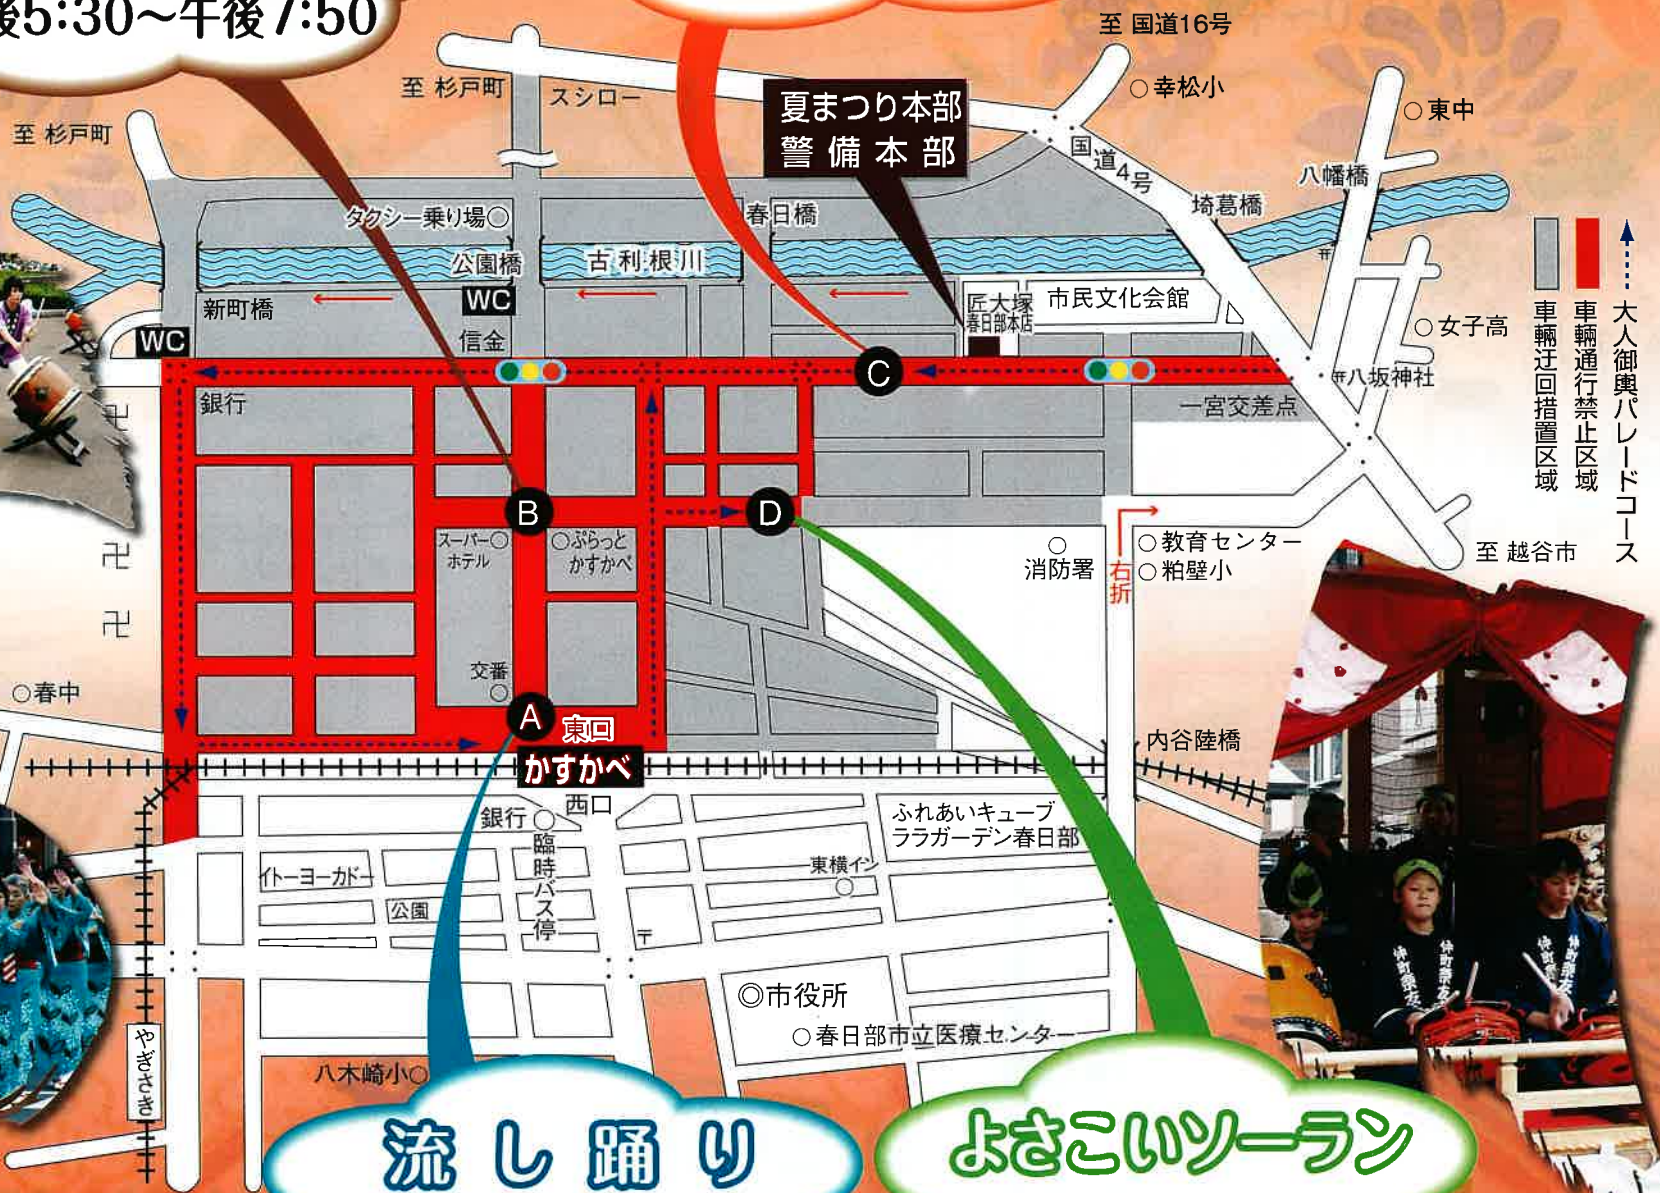 後5:30～午後7:50
至 国道16号
至 杉戸町
スシロー
夏まつり本部
警備本部
○幸松小
○東中
至 杉戸町
国道4号
八幡橋
タクシー乗り場○
春日橋
埼葛橋
公園橋
古利根川
新町橋
WC
匠大塚
春日部本店
市民文化会館
WC
信金
○女子高
C
八坂神社
銀行
一宮交差点
大人御輿パレードコース
車輛通行禁止区域
車輛迂回措置区域
B
D
スーパー○
ホテル
○ぷらっと
かすかべ
○
消防署
右折
○教育センター
○粕壁小
至 越谷市
卍
卍
卍
交番
○
○春中
A
東口
かすかべ
内谷陸橋
西口
銀行○
臨時バス停
ふれあいキューブ
ララガーデン春日部
イトーヨーカドー
東横イン
○
公園
〒
◎市役所
○春日部市立医療センター
やぎさき
八木崎小○
仲町祭友
仲町祭友
流し踊り
よさこいソーラン